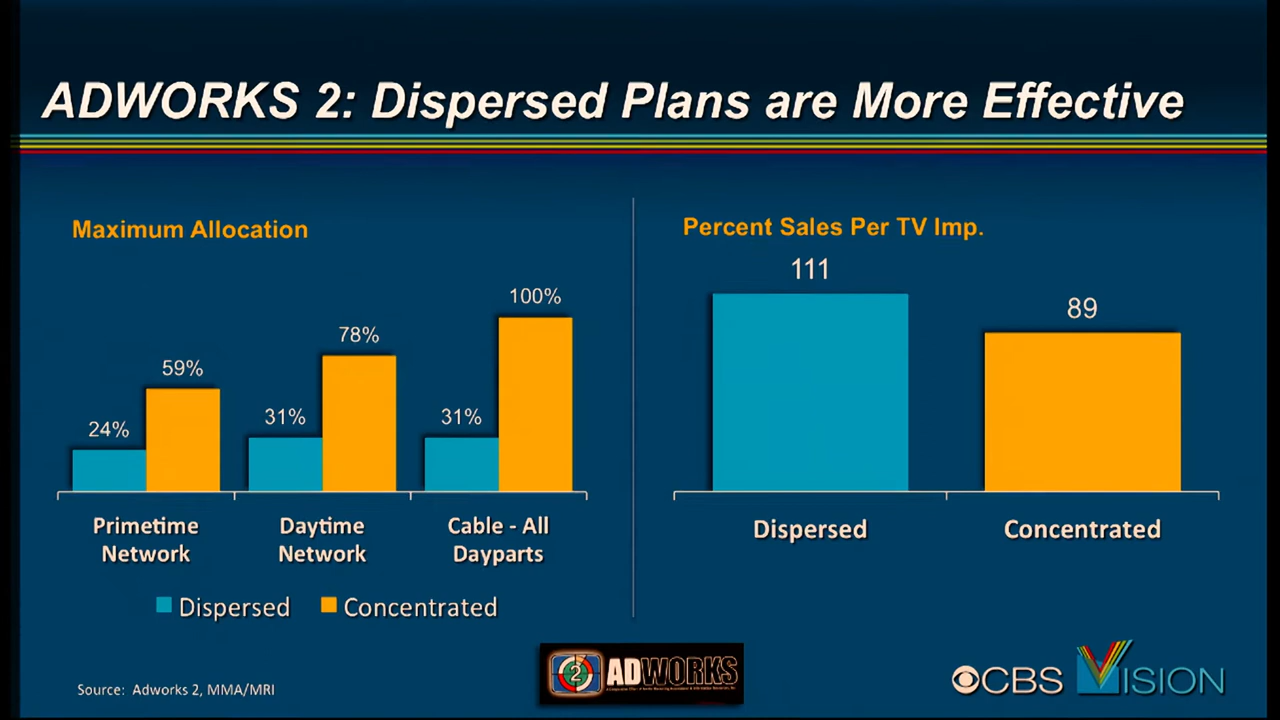 ADWORKS 2: Dispersed Plans are More Effective
Maximum Allocation
24%
59%
31%
78%
31%
100%
Primetime
Network
Daytime
Network
Cable - All
Dayparts
Dispersed
Concentrated
Percent Sales Per TV Imp.
111
89
Dispersed
Concentrated
Source: Adworks 2, MMA/MRI
2
ADWORKS
CBS VISION